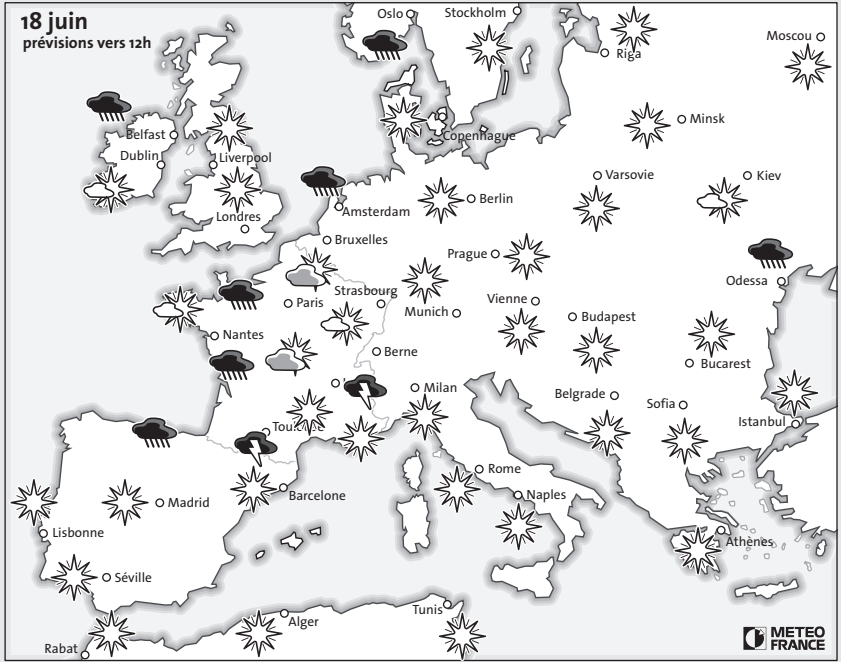 18 juin
prévisions vers 12h
Oslo
Stockholm
Moscou
Riga
Minsk
Belfast
Copenhague
Dublin
Liverpool
Varsovie
Kiev
Berlin
Amsterdam
Londres
Bruxelles
Prague
Odessa
Strasbourg
Paris
Munich
Vienne
Budapest
Nantes
Berne
Bucarest
Milan
Belgrade
Sofia
Istanbul
Rome
Barcelone
Naples
Madrid
Lisbonne
Athènes
Séville
Tunis
Alger
Rabat
METEO
FRANCE